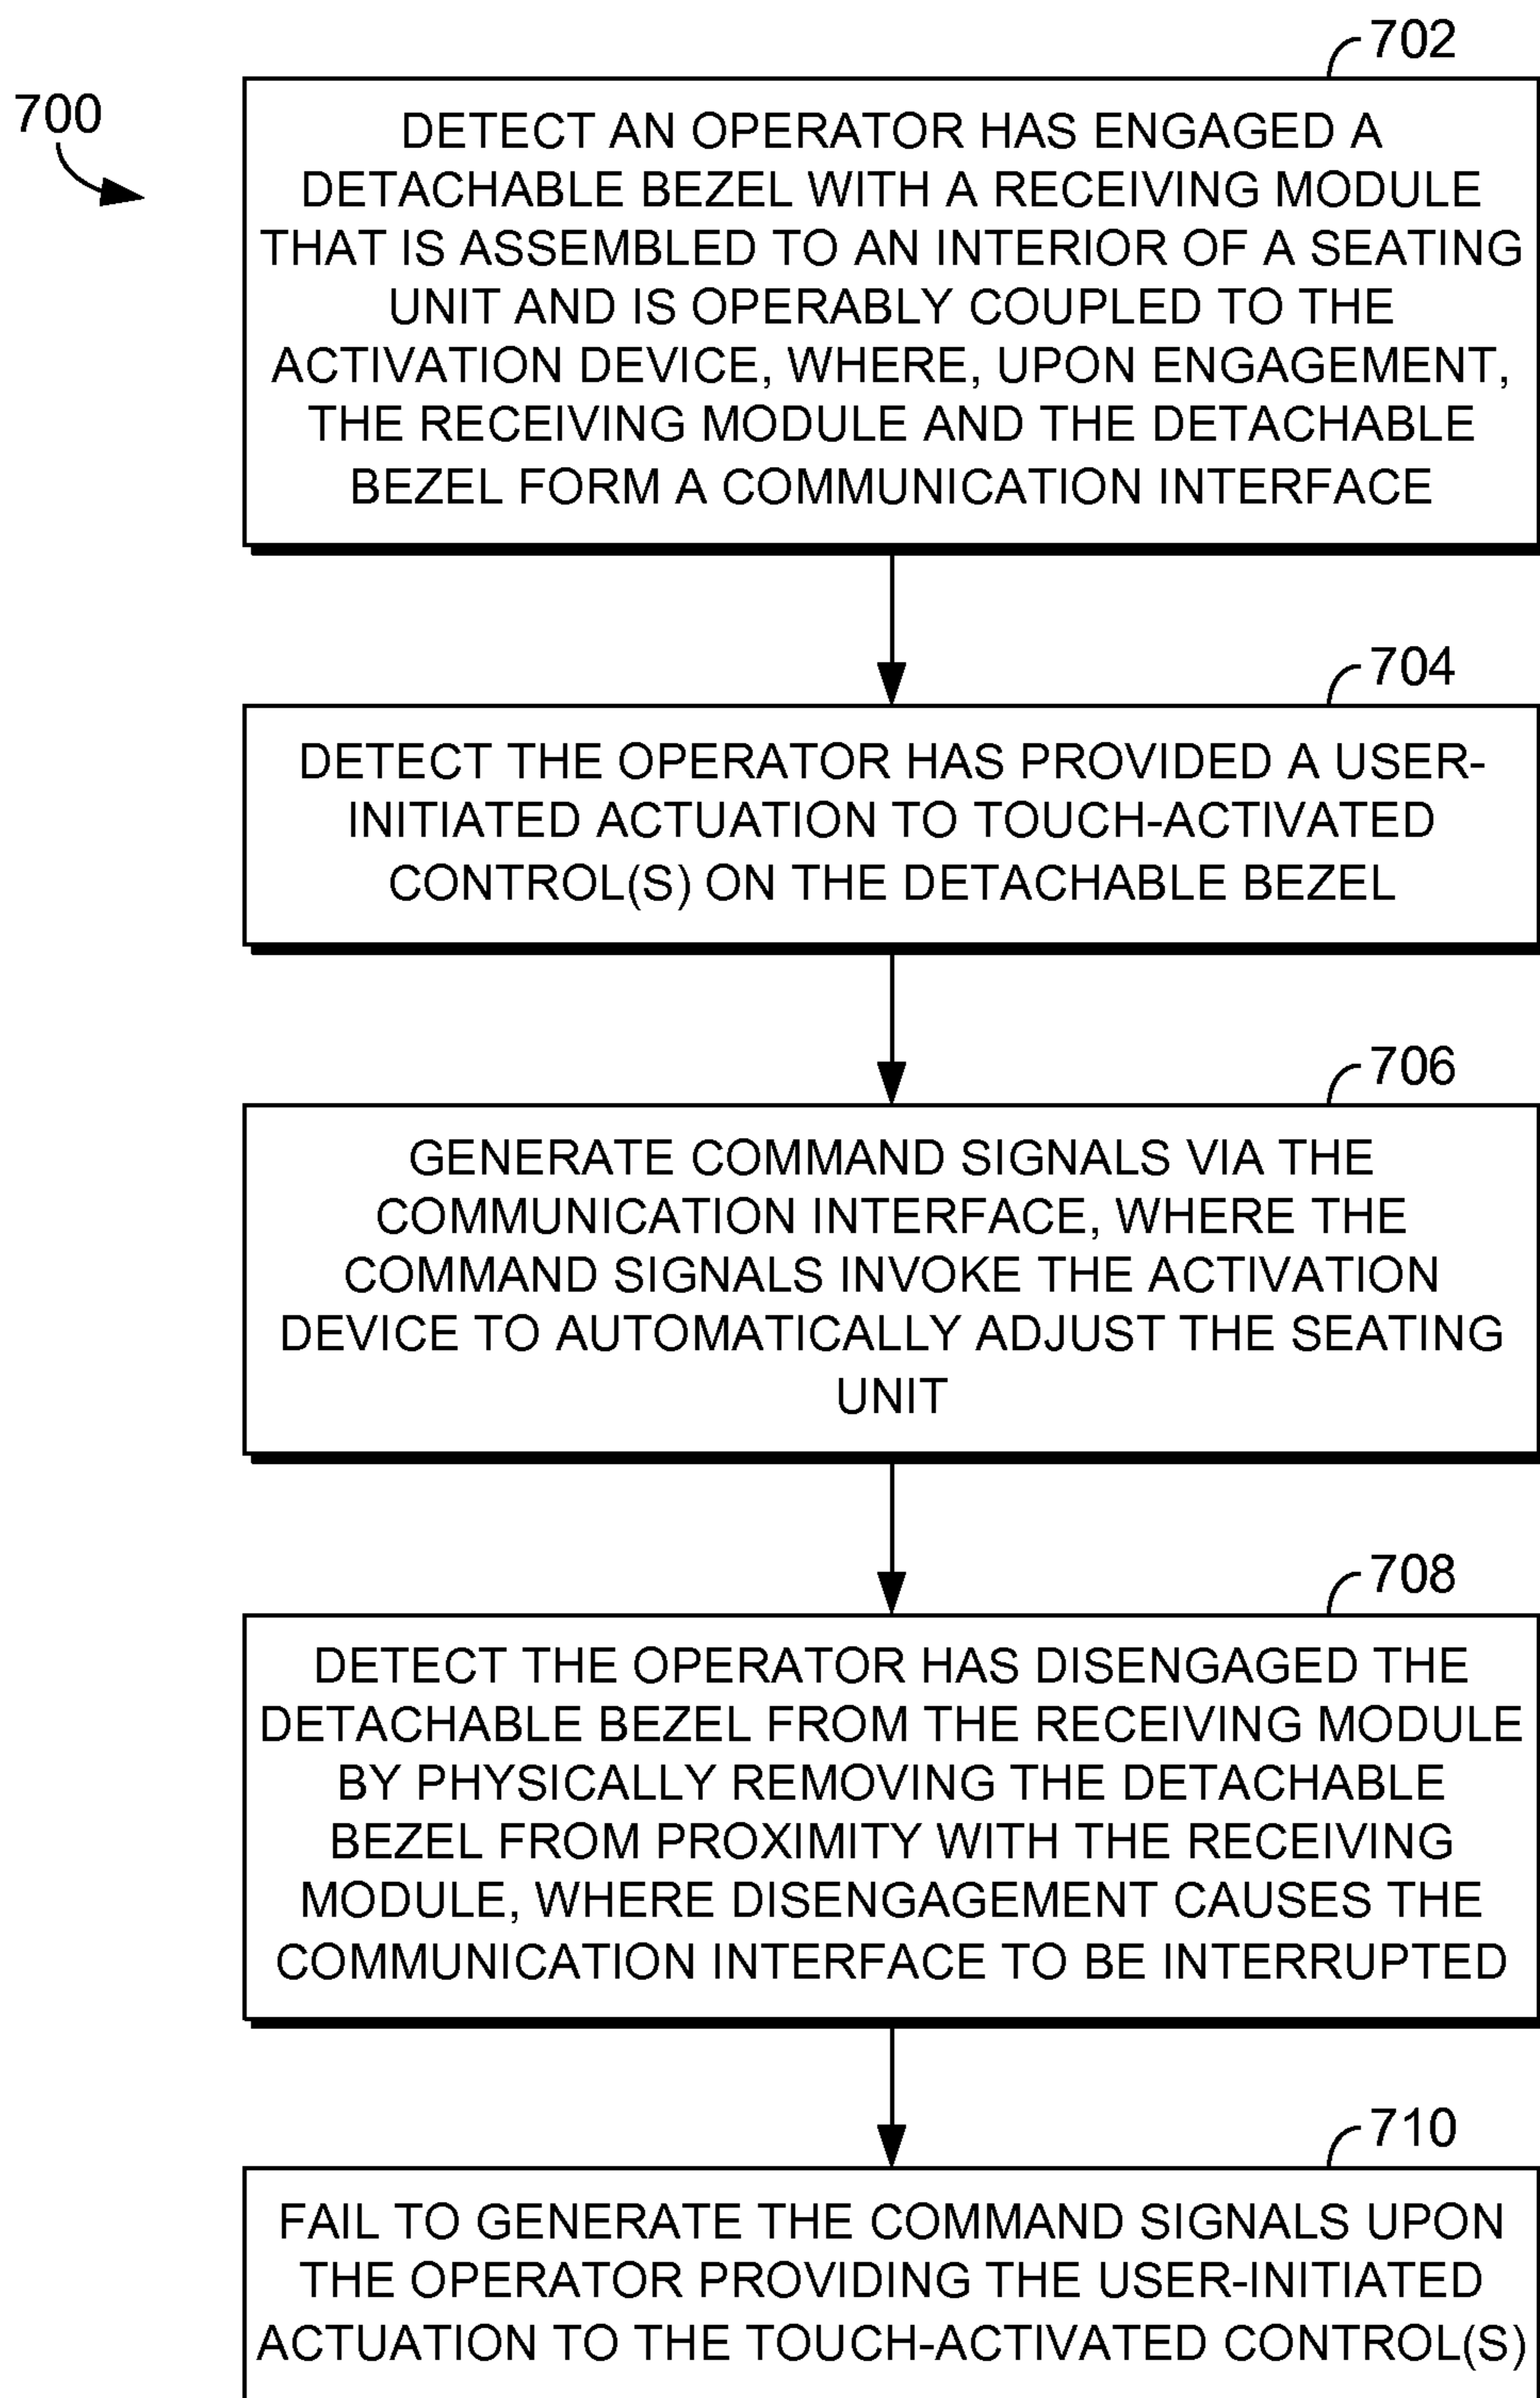 702
700
DETECT AN OPERATOR HAS ENGAGED A
DETACHABLE BEZEL WITH A RECEIVING MODULE
THAT IS ASSEMBLED TO AN INTERIOR OF A SEATING
UNIT AND IS OPERABLY COUPLED TO THE
ACTIVATION DEVICE, WHERE, UPON ENGAGEMENT,
THE RECEIVING MODULE AND THE DETACHABLE
BEZEL FORM A COMMUNICATION INTERFACE
704
DETECT THE OPERATOR HAS PROVIDED A USER-
INITIATED ACTUATION TO TOUCH-ACTIVATED
CONTROL(S) ON THE DETACHABLE BEZEL
706
GENERATE COMMAND SIGNALS VIA THE
COMMUNICATION INTERFACE, WHERE THE
COMMAND SIGNALS INVOKE THE ACTIVATION
DEVICE TO AUTOMATICALLY ADJUST THE SEATING
UNIT
708
DETECT THE OPERATOR HAS DISENGAGED THE
DETACHABLE BEZEL FROM THE RECEIVING MODULE
BY PHYSICALLY REMOVING THE DETACHABLE
BEZEL FROM PROXIMITY WITH THE RECEIVING
MODULE, WHERE DISENGAGEMENT CAUSES THE
COMMUNICATION INTERFACE TO BE INTERRUPTED
710
FAIL TO GENERATE THE COMMAND SIGNALS UPON
THE OPERATOR PROVIDING THE USER-INITIATED
ACTUATION TO THE TOUCH-ACTIVATED CONTROL(S)